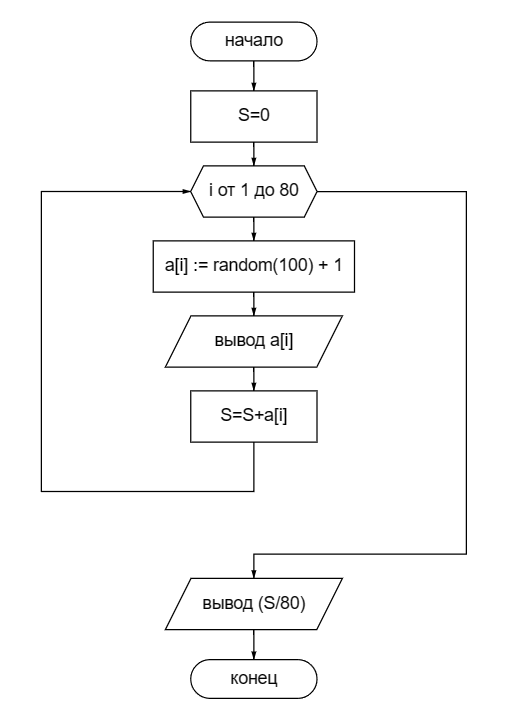 начало
S=0
i от 1 до 80
a[i] := random(100) + 1
вывод a[i]
S=S+a[i]
вывод (S/80)
конец